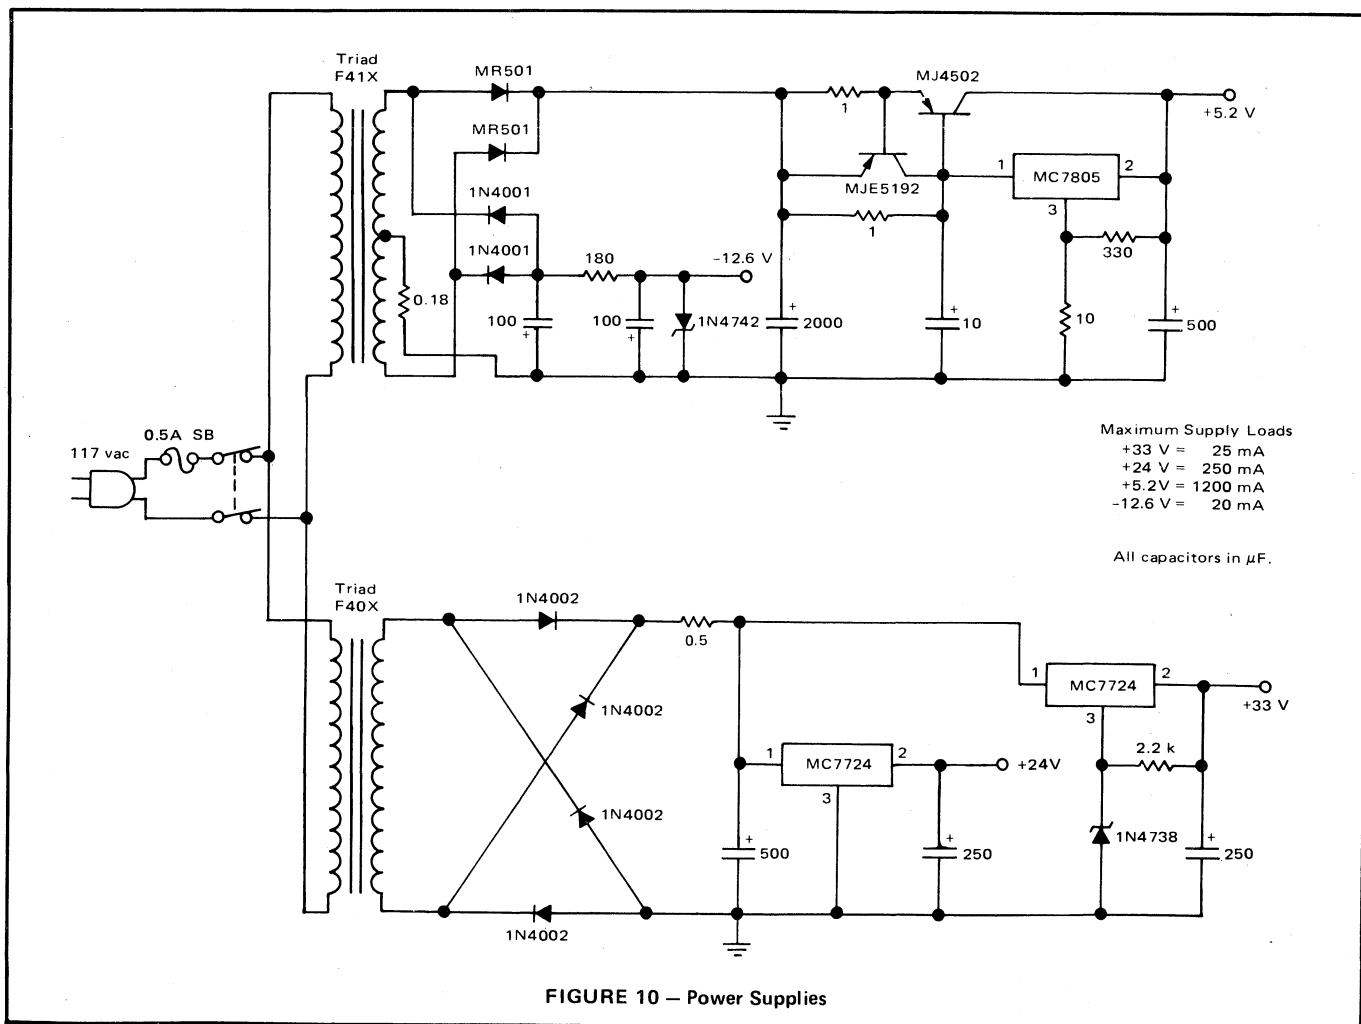 Triad
F41X
MR501
MJ4502
+5.2 V
1
MR501
1N4001
MJE5192
1
MC7805
2
3
1
1N4001
180
-12.6 V
330
0.18
100
+
100
+
1N4742
+
2000
+
10
10
+
500
117 vac
0.5A SB
Maximum Supply Loads
+33 V = 25 mA
+24 V = 250 mA
+5.2V = 1200 mA
-12.6 V = 20 mA
All capacitors in μF.
Triad
F40X
1N4002
0.5
1N4002
1N4002
1N4002
1
MC7724
2
3
+24V
1
MC7724
2
3
+33 V
2.2 k
+
500
+
250
1N4738
+
250
FIGURE 10 — Power Supplies